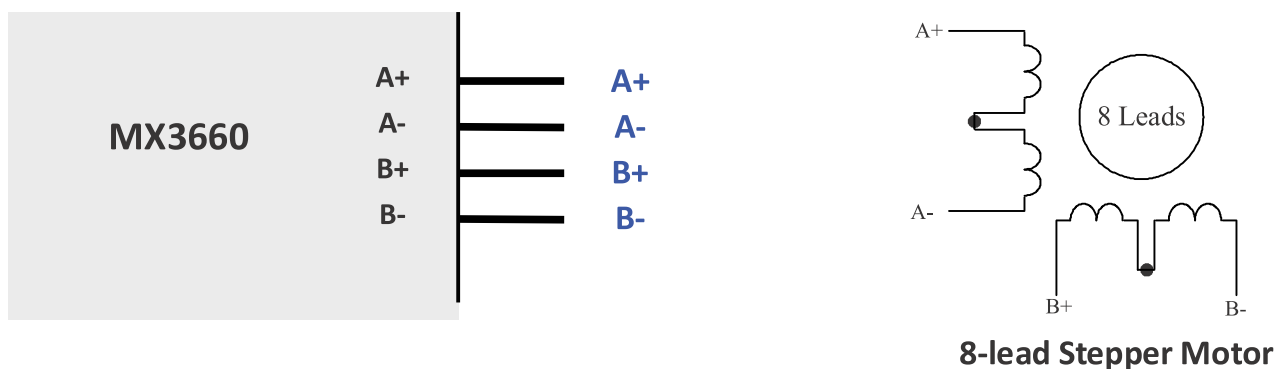 MX3660
A+
A-
B+
B-
A+
A-
B+
B-
A+
8 Leads
A-
B+
B-
8-lead Stepper Motor